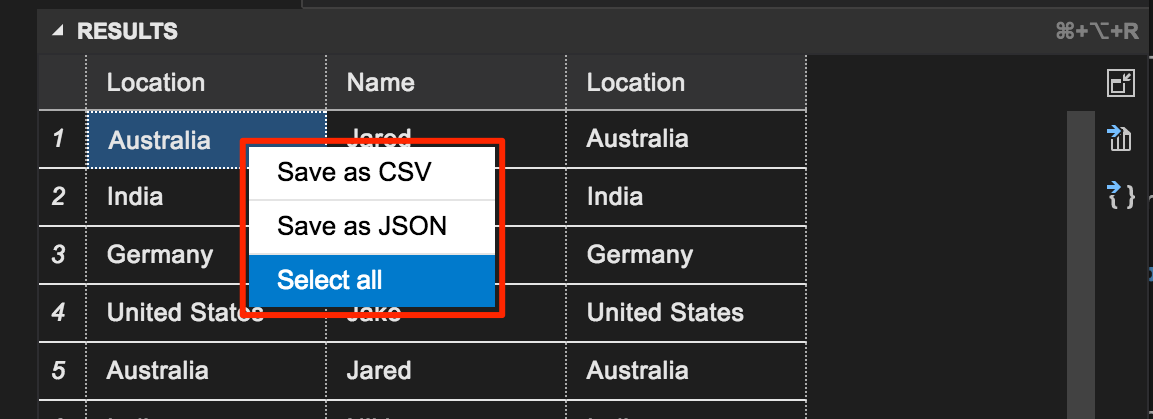 RESULTS ⌘+⌥+R
Location Name Location
1 Australia Jared Australia
Save as CSV
2 India India
Save as JSON
3 Germany Germany
Select all
4 United States Jake United States
5 Australia Jared Australia